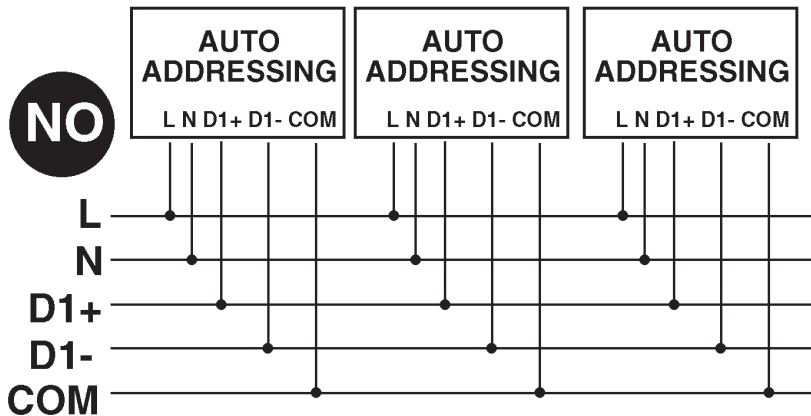 AUTO
ADDRESSING
L N D1+ D1- COM
AUTO
ADDRESSING
L N D1+ D1- COM
AUTO
ADDRESSING
L N D1+ D1- COM
NO
L
N
D1+
D1-
COM